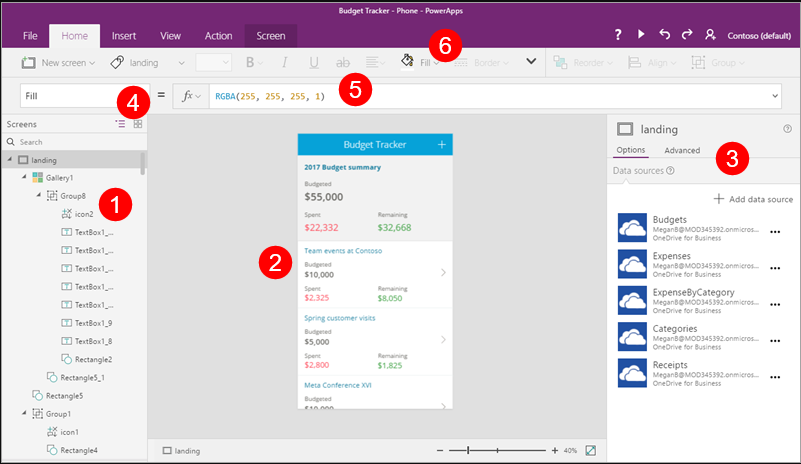 Budget Tracker - Phone - PowerApps
File Home Insert View Action Screen
? Contoso (default)
6
New screen landing B I U ab Fill Border Reorder Align Group
Fill = fx RGBA(255, 255, 255, 1)
4
5
Screens
Search
landing
Gallery1
Group8
1
icon2
TextBox1_...
TextBox1_...
TextBox1_...
TextBox1_...
TextBox1_...
TextBox1_9
TextBox1_8
Rectangle2
Rectangle5_1
Rectangle5
Group1
icon1
Rectangle4
Budget Tracker +
2017 Budget summary
Budgeted
$55,000
Spent Remaining
$22,332 $32,668
2
Team events at Contoso
Budgeted
$10,000
Spent Remaining
$2,325 $8,050
Spring customer visits
Budgeted
$5,000
Spent Remaining
$2,800 $1,825
Meta Conference XVI
Budgeted
$10,000
landing
- + 40%
landing
Options Advanced
3
Data sources
Add data source
Budgets
MeganB@MOD345392.onmicros...
OneDrive for Business
Expenses
MeganB@MOD345392.onmicros...
OneDrive for Business
ExpenseByCategory
MeganB@MOD345392.onmicros...
OneDrive for Business
Categories
MeganB@MOD345392.onmicros...
OneDrive for Business
Receipts
MeganB@MOD345392.onmicros...
OneDrive for Business